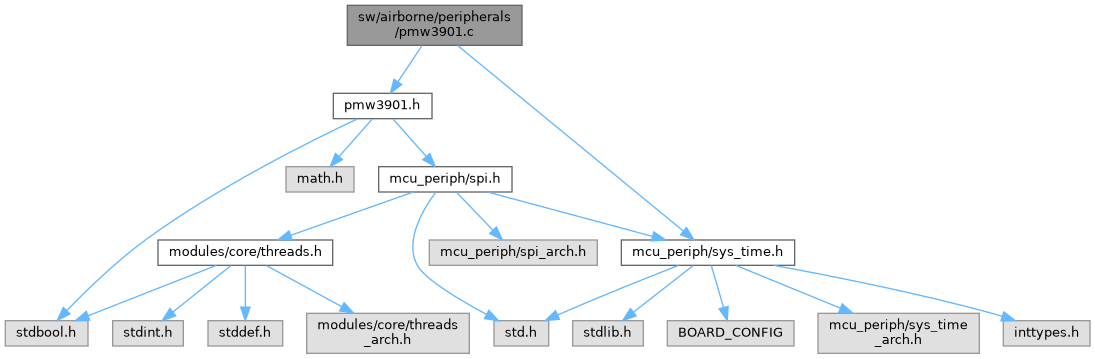 sw/airborne/peripherals
/pmw3901.c
pmw3901.h
math.h
mcu_periph/spi.h
modules/core/threads.h
mcu_periph/spi_arch.h
mcu_periph/sys_time.h
stdbool.h
stdint.h
stddef.h
modules/core/threads
_arch.h
std.h
stdlib.h
BOARD_CONFIG
mcu_periph/sys_time
_arch.h
inttypes.h